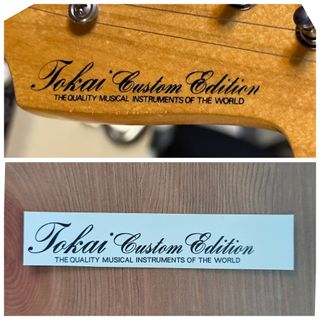 Tokai Custom Edition
THE QUALITY MUSICAL INSTRUMENTS OF THE WORLD
Tokai Custom Edition
THE QUALITY MUSICAL INSTRUMENTS OF THE WORLD